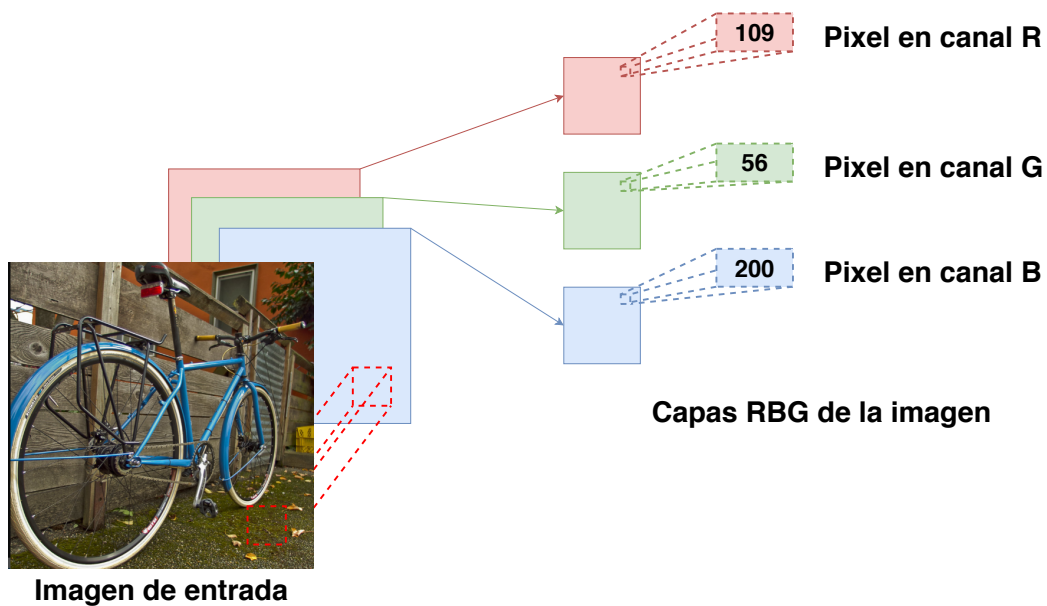 109
Pixel en canal R
56
Pixel en canal G
200
Pixel en canal B
Capas RBG de la imagen
Imagen de entrada